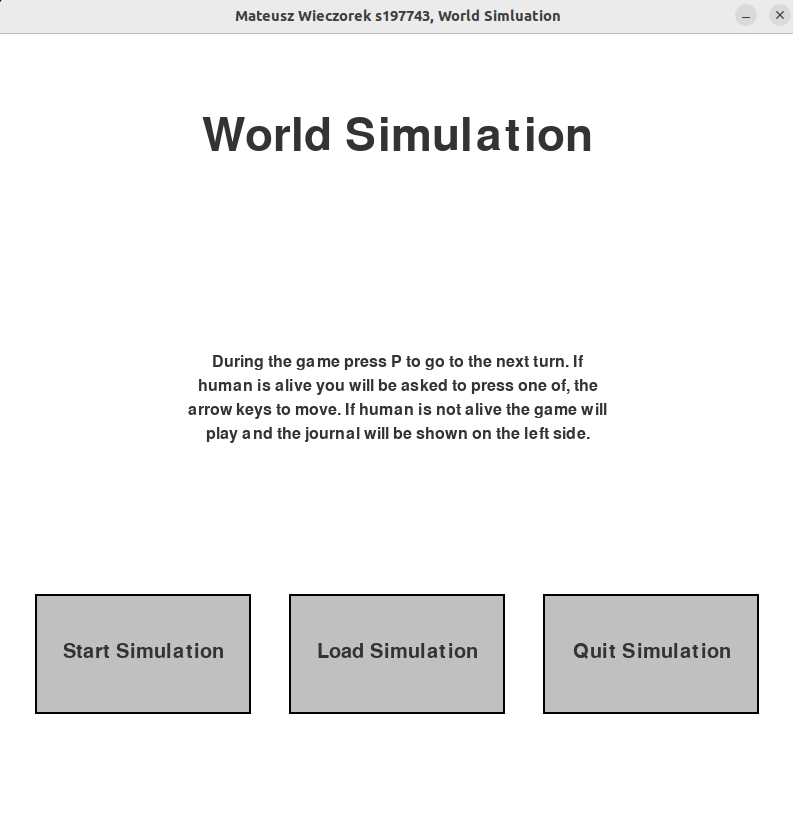 Mateusz Wieczorek s197743, World Simluation
World Simulation
During the game press P to go to the next turn. If
human is alive you will be asked to press one of, the
arrow keys to move. If human is not alive the game will
play and the journal will be shown on the left side.
Start Simulation
Load Simulation
Quit Simulation